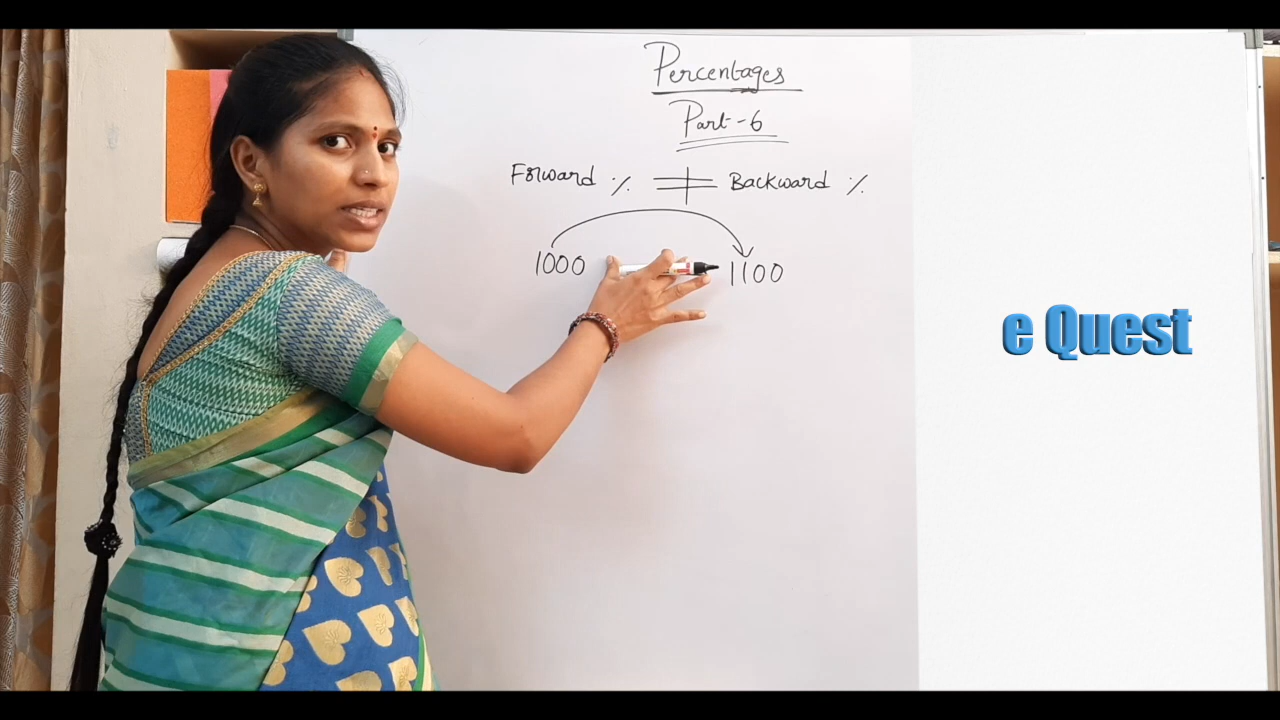 Percentages
Part-6
Forward % ≠ Backward %
1000 1100
e Quest